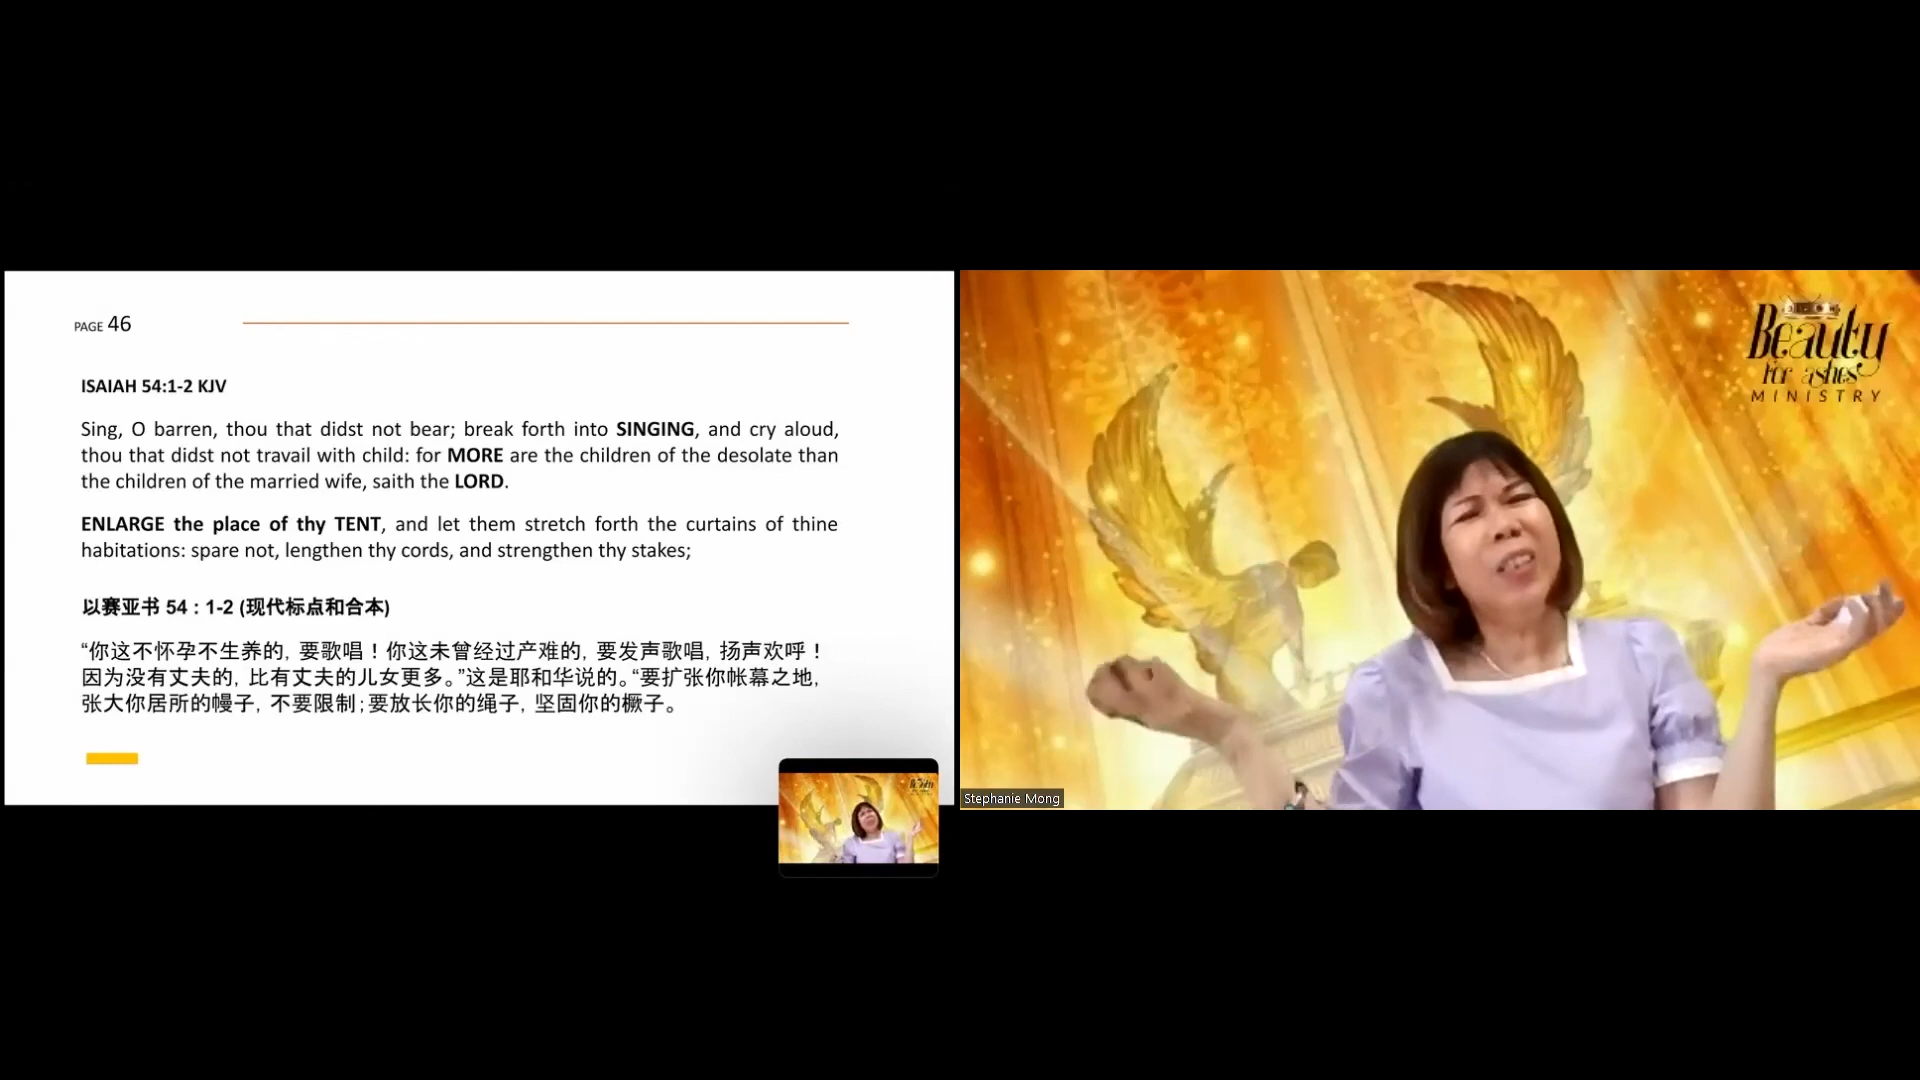 PAGE 46
ISAIAH 54:1-2 KJV
Sing, O barren, thou that didst not bear; break forth into SINGING, and cry aloud,
thou that didst not travail with child: for MORE are the children of the desolate than
the children of the married wife, saith the LORD.
ENLARGE the place of thy TENT, and let them stretch forth the curtains of thine
habitations: spare not, lengthen thy cords, and strengthen thy stakes;
以赛亚书 54 : 1-2 (现代标点和合本)
“你这不怀孕不生养的, 要歌唱！你这未曾经过产难的, 要发声歌唱, 扬声欢呼！
因为没有丈夫的, 比有丈夫的儿女更多。”这是耶和华说的。“要扩张你帐幕之地,
张大你居所的幔子, 不要限制;要放长你的绳子, 坚固你的橛子。
Beauty
for ashes
MINISTRY
Stephanie Mong